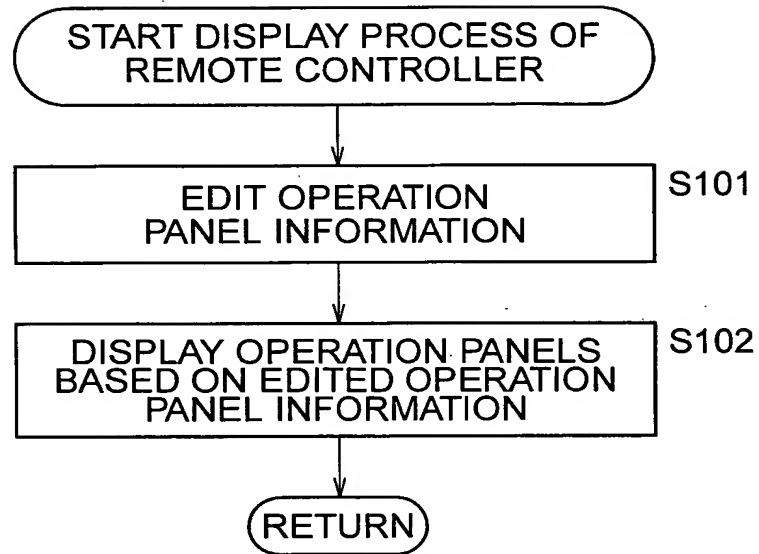 START DISPLAY PROCESS OF
REMOTE CONTROLLER
EDIT OPERATION
PANEL INFORMATION
S101
DISPLAY OPERATION PANELS
BASED ON EDITED OPERATION
PANEL INFORMATION
S102
RETURN